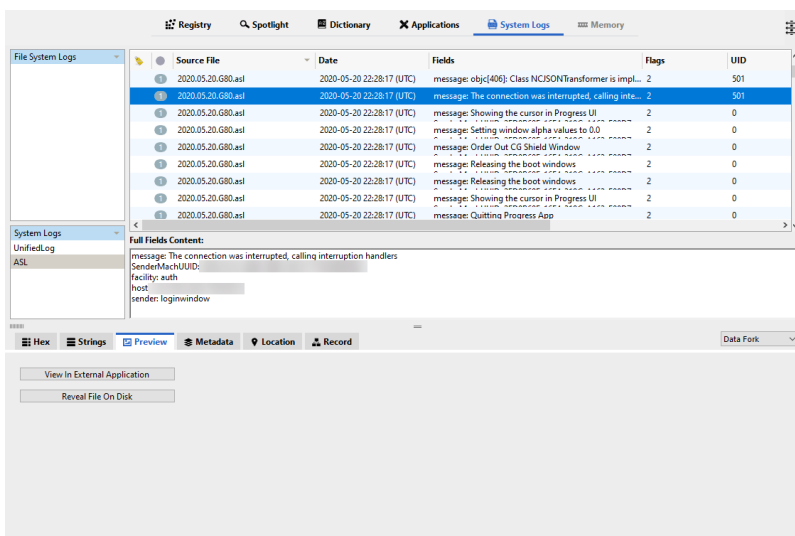 Registry Spotlight Dictionary Applications System Logs Memory
File System Logs
Source File Date Fields Flags UID
1 2020.05.20.G80.asl 2020-05-20 22:28:17 (UTC) message: objc[406]: Class NCJSONTransformer is impl... 2 501
1 2020.05.20.G80.asl 2020-05-20 22:28:17 (UTC) message: The connection was interrupted, calling inte... 2 501
1 2020.05.20.G80.asl 2020-05-20 22:28:17 (UTC) message: Showing the cursor in Progress UI 2 0
1 2020.05.20.G80.asl 2020-05-20 22:28:17 (UTC) message: Setting window alpha values to 0.0 2 0
1 2020.05.20.G80.asl 2020-05-20 22:28:17 (UTC) message: Order Out CG Shield Window 2 0
1 2020.05.20.G80.asl 2020-05-20 22:28:17 (UTC) message: Releasing the boot windows 2 0
1 2020.05.20.G80.asl 2020-05-20 22:28:17 (UTC) message: Releasing the boot windows 2 0
1 2020.05.20.G80.asl 2020-05-20 22:28:17 (UTC) message: Showing the cursor in Progress UI 2 0
1 2020.05.20.G80.asl 2020-05-20 22:28:17 (UTC) message: Quitting Progress App 2 0
System Logs
UnifiedLog
ASL
Full Fields Content:
message: The connection was interrupted, calling interruption handlers
SenderMachUUID:
facility: auth
host
sender: loginwindow
Hex Strings Preview Metadata Location Record
Data Fork
View In External Application
Reveal File On Disk